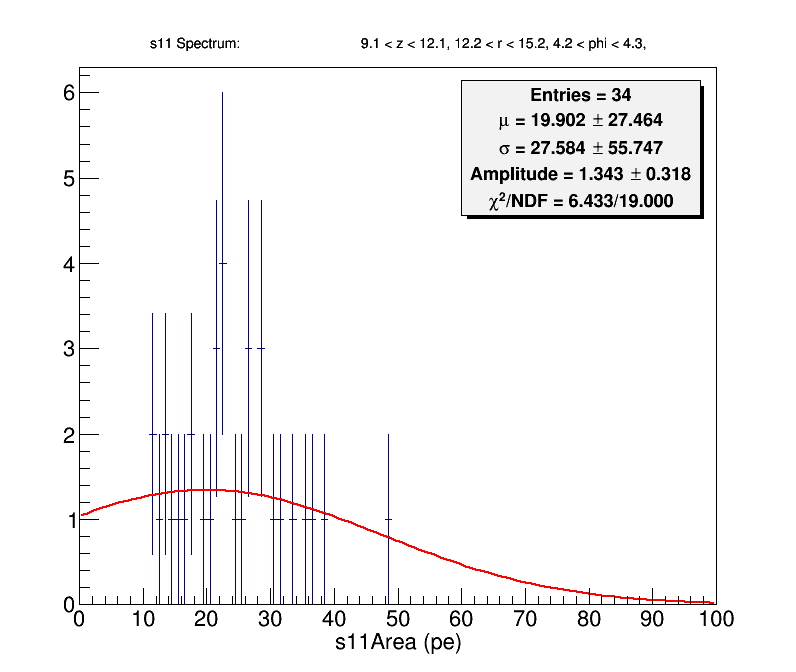 s11 Spectrum: 9.1 < z < 12.1, 12.2 < r < 15.2, 4.2 < phi < 4.3,
Entries = 34
μ = 19.902 ± 27.464
σ = 27.584 ± 55.747
Amplitude = 1.343 ± 0.318
χ²/NDF = 6.433/19.000
6
5
4
3
2
1
0
0 10 20 30 40 50 60 70 80 90 100
s11Area (pe)